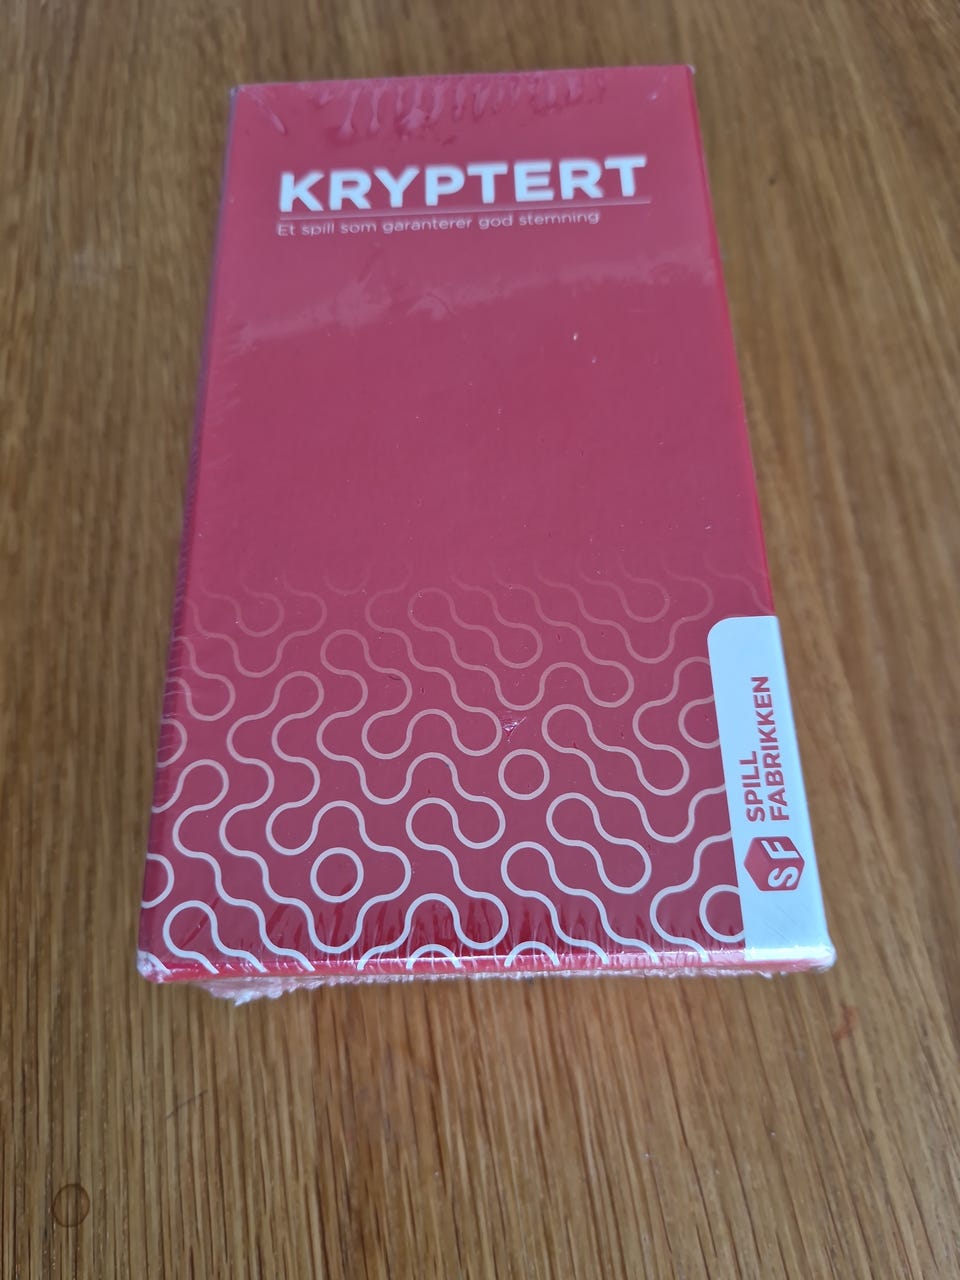 KRYPTERT
Et spill som garanterer god stemning
SPILL
FABRIKKEN
SF